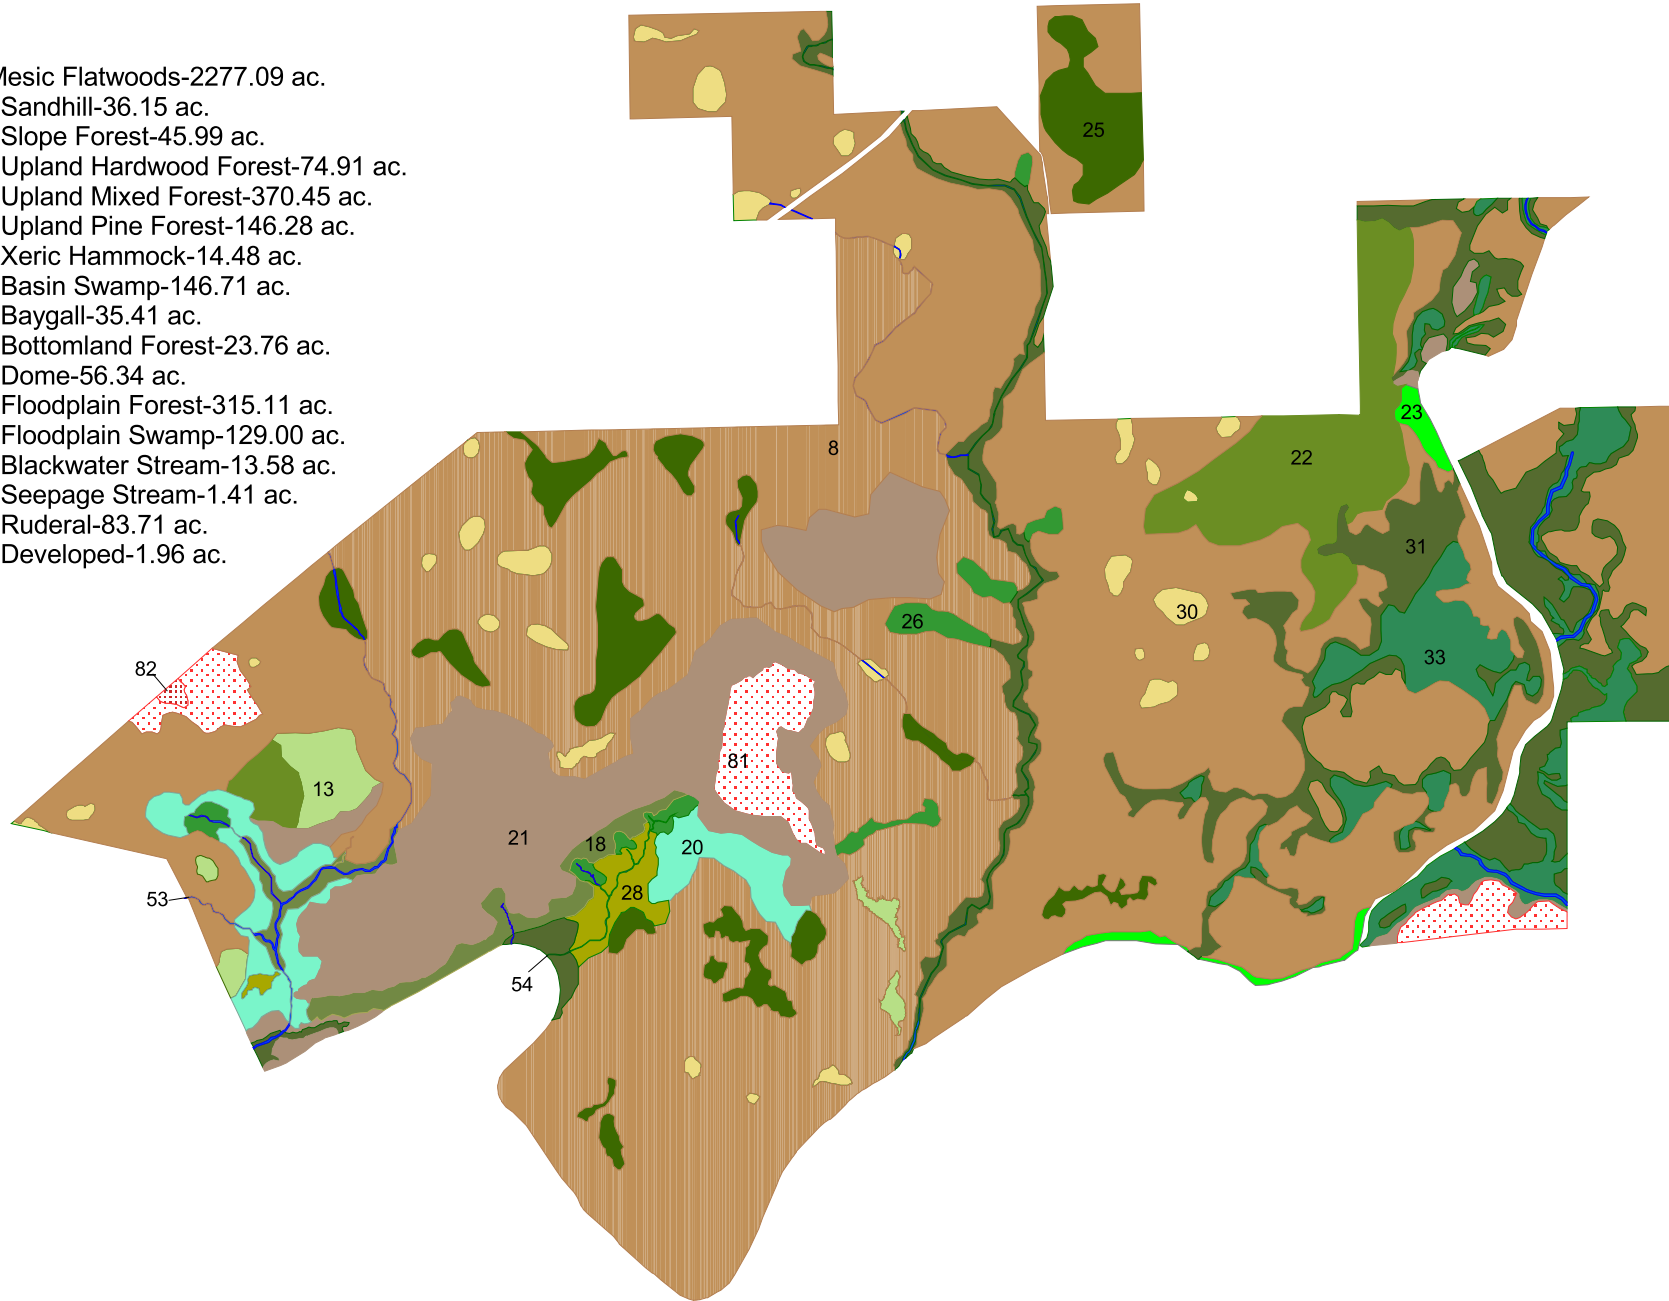 Mesic Flatwoods-2277.09 ac.
Sandhill-36.15 ac.
Slope Forest-45.99 ac.
Upland Hardwood Forest-74.91 ac.
Upland Mixed Forest-370.45 ac.
Upland Pine Forest-146.28 ac.
Xeric Hammock-14.48 ac.
Basin Swamp-146.71 ac.
Baygall-35.41 ac.
Bottomland Forest-23.76 ac.
Dome-56.34 ac.
Floodplain Forest-315.11 ac.
Floodplain Swamp-129.00 ac.
Blackwater Stream-13.58 ac.
Seepage Stream-1.41 ac.
Ruderal-83.71 ac.
Developed-1.96 ac.
25
23
8
22
31
30
26
33
82
81
13
21
18
20
28
53
54